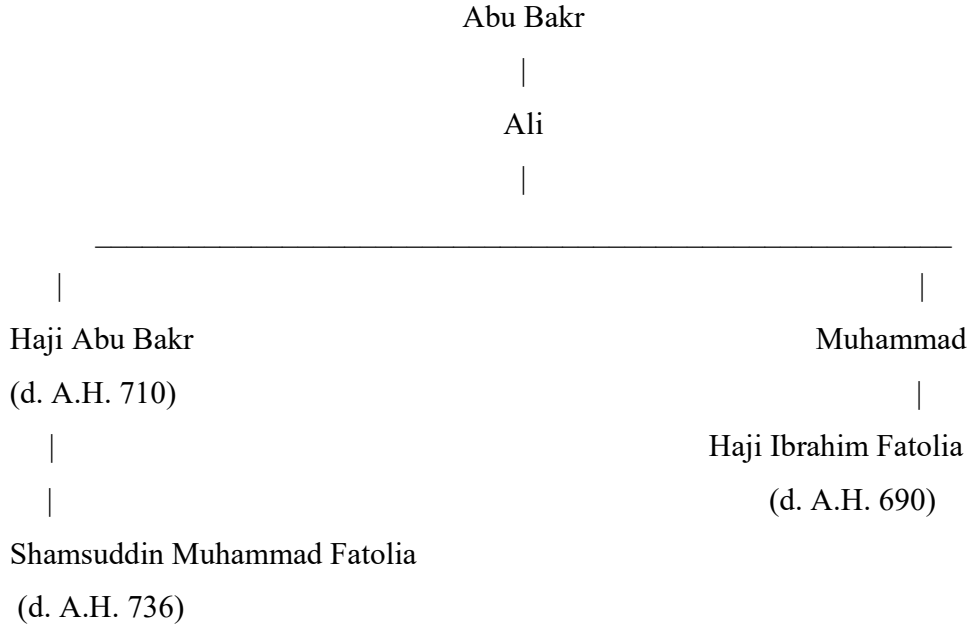 Abu Bakr
Ali
Haji Abu Bakr Muhammad
(d. A.H. 710)
Haji Ibrahim Fatolia
(d. A.H. 690)
Shamsuddin Muhammad Fatolia
(d. A.H. 736)